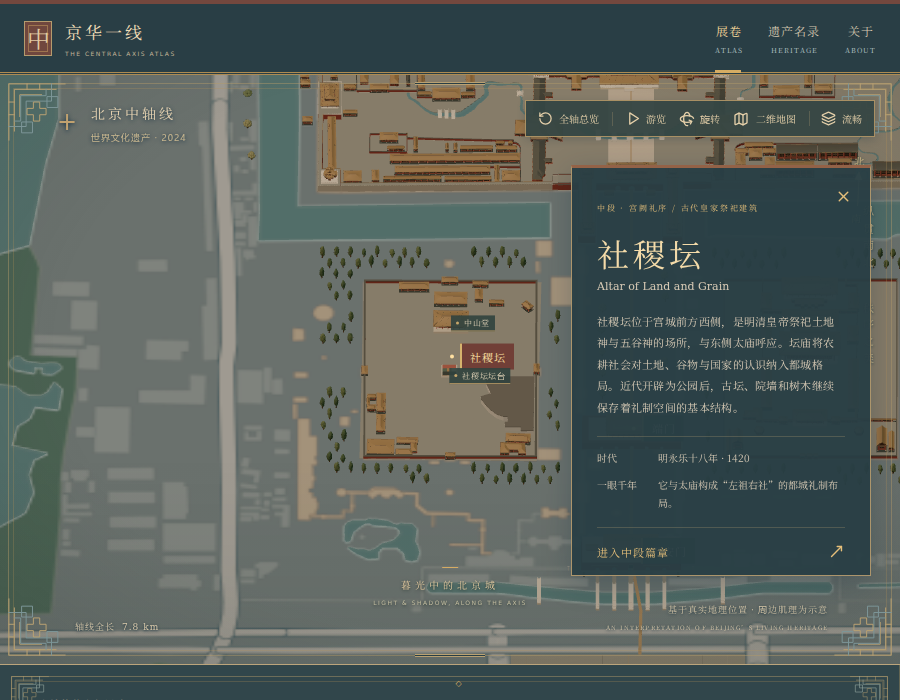 中
京华一线
THE CENTRAL AXIS ATLAS
展卷
ATLAS
遗产名录
HERITAGE
关于
ABOUT
北京中轴线
世界文化遗产 · 2024
全轴总览
游览
旋转
二维地图
流畅
中段 · 宫阙礼序 / 古代皇家祭祀建筑
社稷坛
Altar of Land and Grain
社稷坛位于宫城前方西侧，是明清皇帝祭祀土地
神与五谷神的场所，与东侧太庙呼应。坛庙将农
耕社会对土地、谷物与国家的认识纳入都城格
局。近代开辟为公园后，古坛、院墙和树木继续
保存着礼制空间的基本结构。
时代
明永乐十八年 · 1420
一眼千年
它与太庙构成“左祖右社”的都城礼制布
局。
进入中段篇章
中山堂
社稷坛
社稷坛坛台
暮光中的北京城
LIGHT & SHADOW, ALONG THE AXIS
轴线全长 7.8 km
基于真实地理位置 · 周边肌理为示意
AN INTERPRETATION OF BEIJING'S LIVING HERITAGE